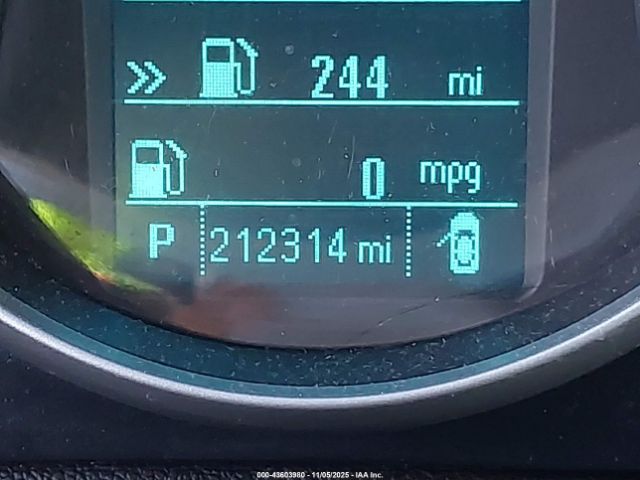 244 mi
0 mpg
P 212314 mi
000-43603980 - 11/05/2025 - IAA Inc.